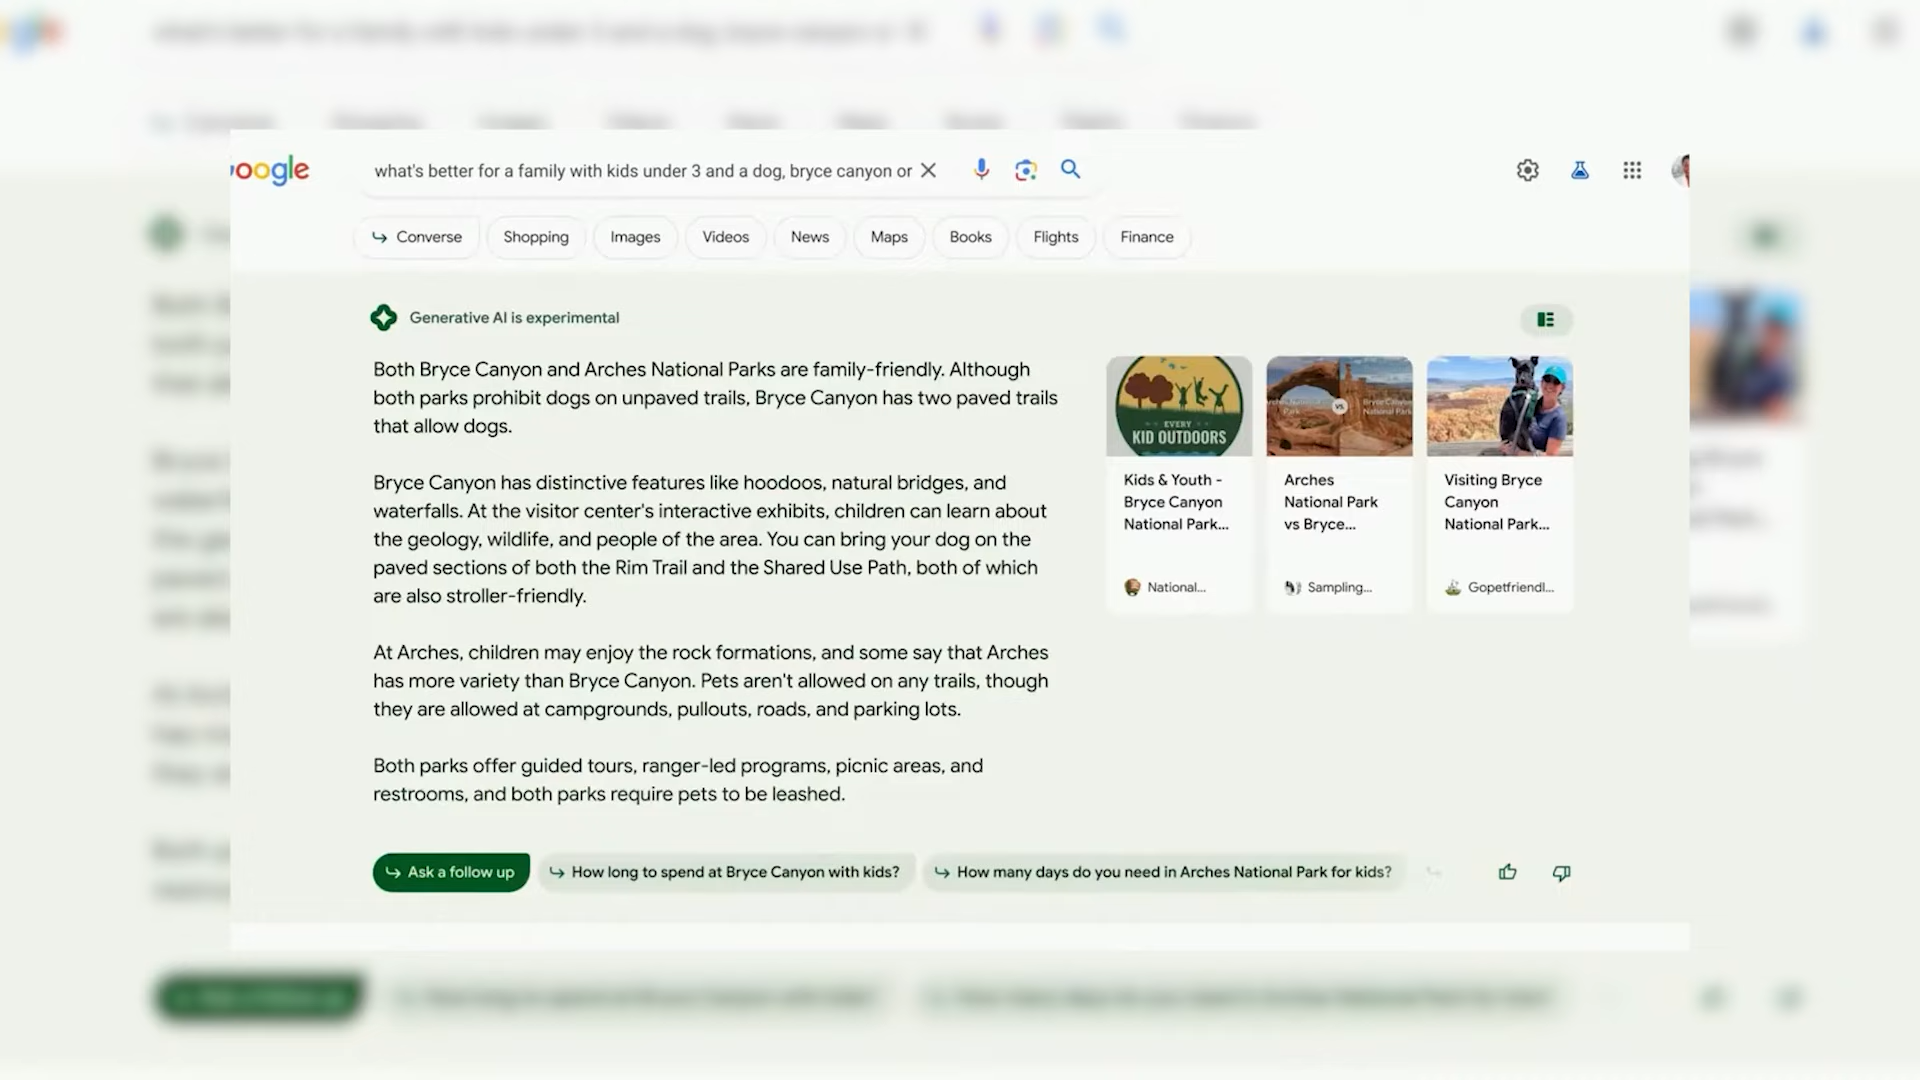 oogle
what's better for a family with kids under 3 and a dog, bryce canyon or
Converse
Shopping
Images
Videos
News
Maps
Books
Flights
Finance
Generative AI is experimental
Both Bryce Canyon and Arches National Parks are family-friendly. Although
both parks prohibit dogs on unpaved trails, Bryce Canyon has two paved trails
that allow dogs.
Bryce Canyon has distinctive features like hoodoos, natural bridges, and
waterfalls. At the visitor center's interactive exhibits, children can learn about
the geology, wildlife, and people of the area. You can bring your dog on the
paved sections of both the Rim Trail and the Shared Use Path, both of which
are also stroller-friendly.
At Arches, children may enjoy the rock formations, and some say that Arches
has more variety than Bryce Canyon. Pets aren't allowed on any trails, though
they are allowed at campgrounds, pullouts, roads, and parking lots.
Both parks offer guided tours, ranger-led programs, picnic areas, and
restrooms, and both parks require pets to be leashed.
EVERY
KID OUTDOORS
Kids & Youth -
Bryce Canyon
National Park...
National...
VS.
Bryce Canyon
National Park
Arches
National Park
vs Bryce...
Sampling...
Visiting Bryce
Canyon
National Park...
Gopetfriendl...
Ask a follow up
How long to spend at Bryce Canyon with kids?
How many days do you need in Arches National Park for kids?